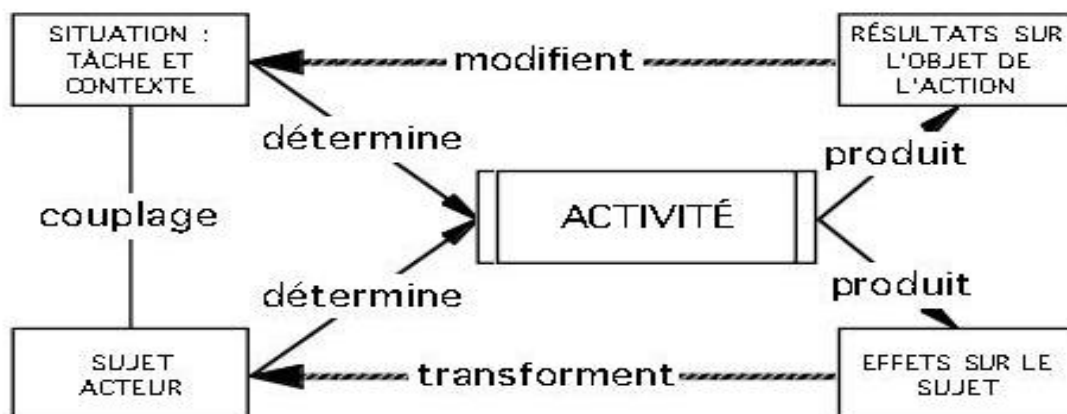 SITUATION :
TÂCHE ET
CONTEXTE
modifient
RÉSULTATS SUR
L'OBJET DE
L'ACTION
détermine
produit
couplage
ACTIVITÉ
détermine
produit
SUJET
ACTEUR
transforment
EFFETS SUR LE
SUJET